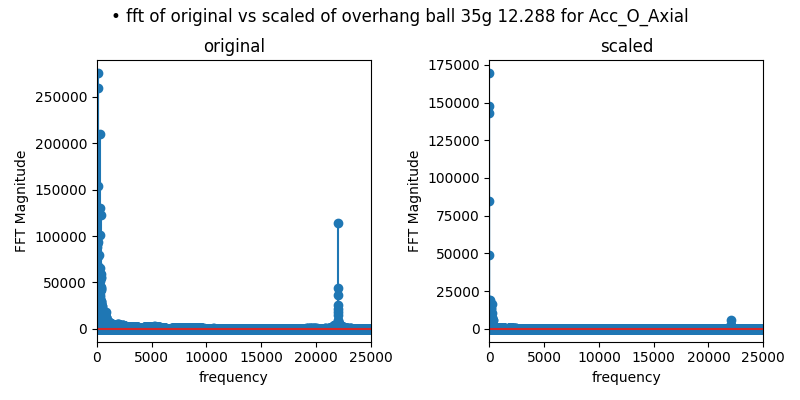 • fft of original vs scaled of overhang ball 35g 12.288 for Acc_O_Axial
original
scaled
FFT Magnitude
250000
200000
150000
100000
50000
0
0 5000 10000 15000 20000 25000
frequency
FFT Magnitude
175000
150000
125000
100000
75000
50000
25000
0
0 5000 10000 15000 20000 25000
frequency